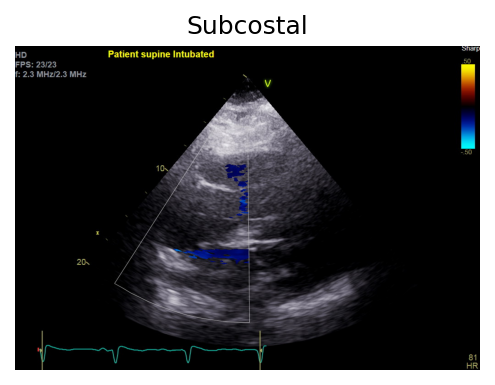 Subcostal
HD
FPS: 23/23
f: 2.3 MHz/2.3 MHz
Patient supine Intubated
Sharp
50
-50
V
10
x
20
81
HR